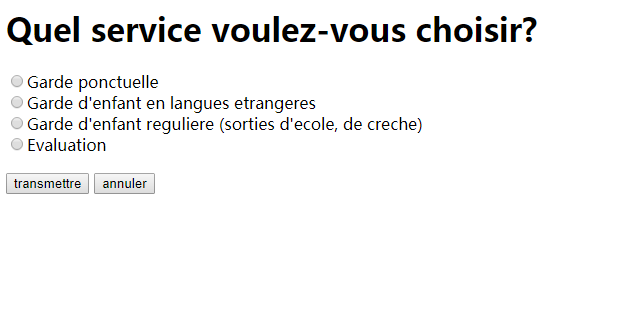 Quel service voulez-vous choisir?
Garde ponctuelle
Garde d'enfant en langues etrangeres
Garde d'enfant reguliere (sorties d'ecole, de creche)
Evaluation
transmettre annuler